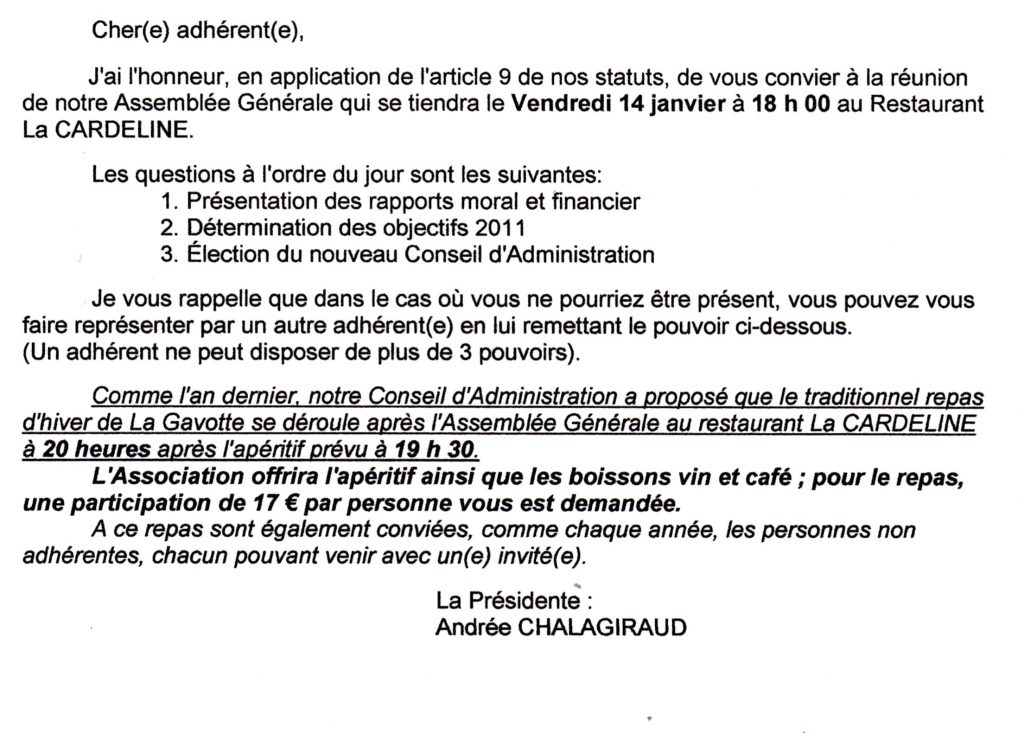 Cher(e) adhérent(e),
J'ai l'honneur, en application de l'article 9 de nos statuts, de vous convier à la réunion
de notre Assemblée Générale qui se tiendra le Vendredi 14 janvier à 18 h 00 au Restaurant
La CARDELINE.
Les questions à l'ordre du jour sont les suivantes:
1. Présentation des rapports moral et financier
2. Détermination des objectifs 2011
3. Élection du nouveau Conseil d'Administration
Je vous rappelle que dans le cas où vous ne pourriez être présent, vous pouvez vous
faire représenter par un autre adhérent(e) en lui remettant le pouvoir ci-dessous.
(Un adhérent ne peut disposer de plus de 3 pouvoirs).
Comme l'an dernier, notre Conseil d'Administration a proposé que le traditionnel repas
d'hiver de La Gavotte se déroule après l'Assemblée Générale au restaurant La CARDELINE
à 20 heures après l'apéritif prévu à 19 h 30.
L'Association offrira l'apéritif ainsi que les boissons vin et café ; pour le repas,
une participation de 17 € par personne vous est demandée.
A ce repas sont également conviées, comme chaque année, les personnes non
adhérentes, chacun pouvant venir avec un(e) invité(e).
La Présidente :
Andrée CHALAGIRAUD